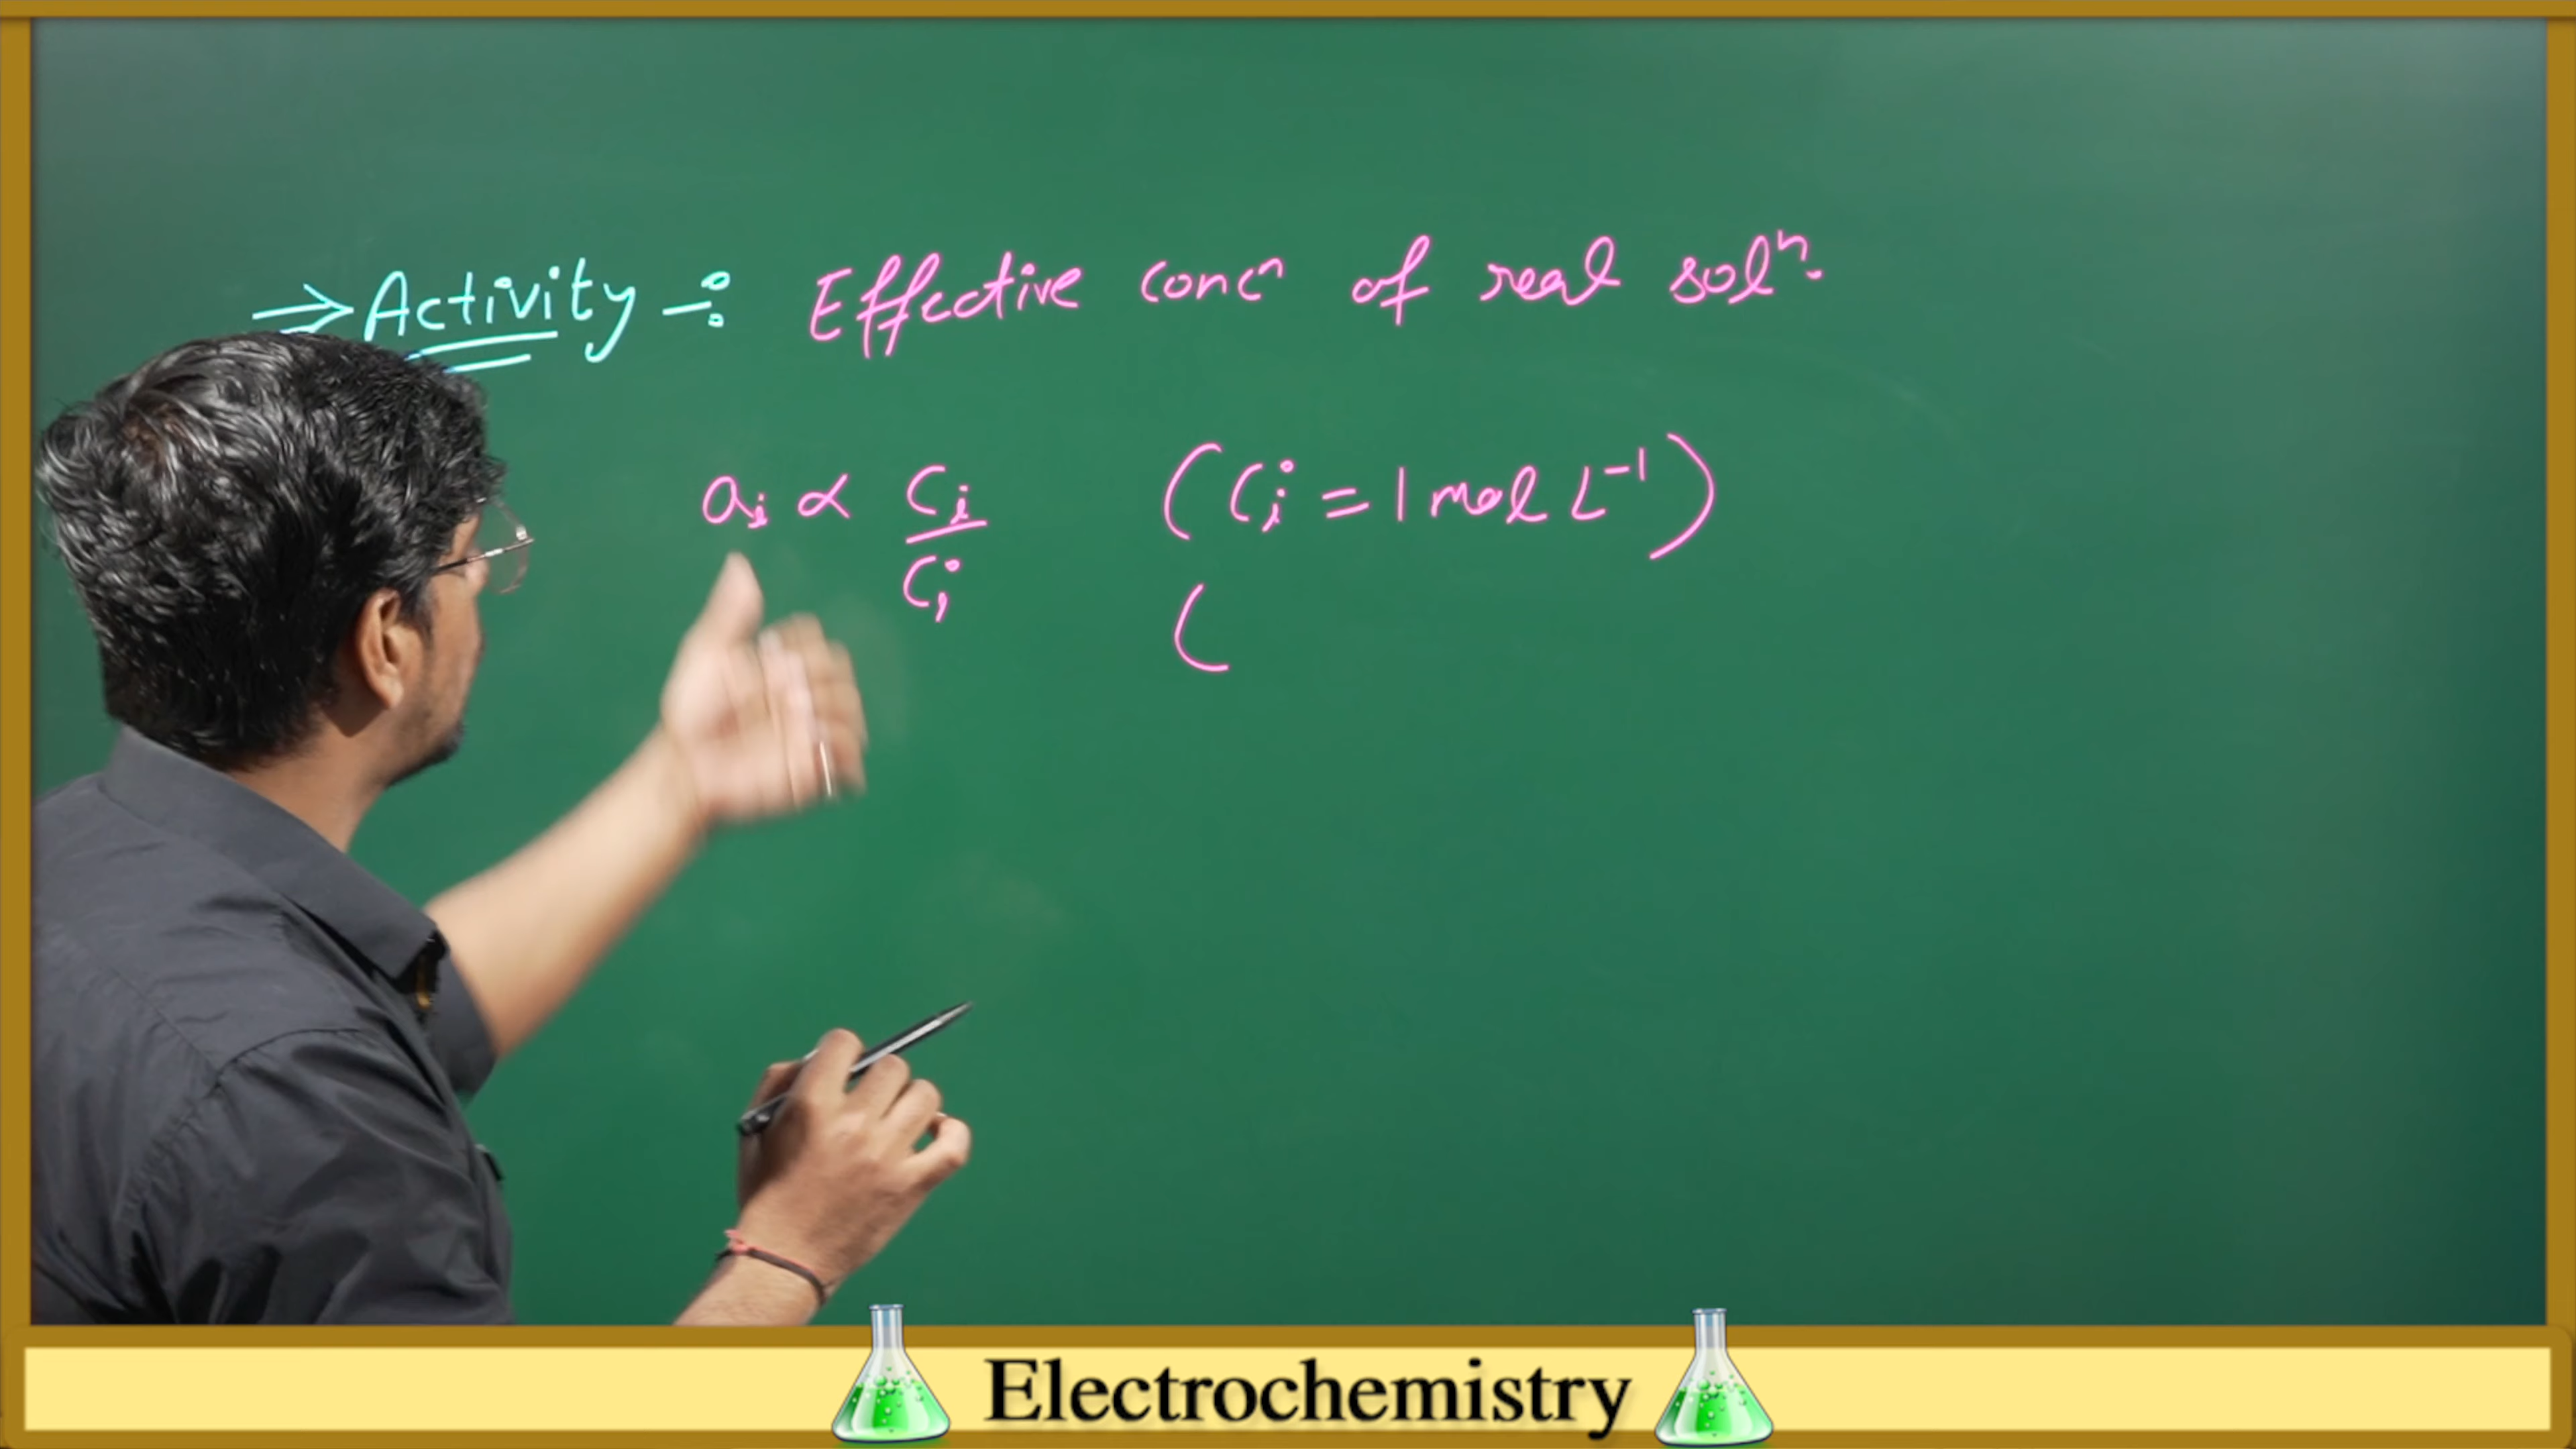 ⇒ Activity -: Effective concⁿ of real solⁿ.
aᵢ ∝ Cᵢ / Cᵢ° (Cᵢ° = 1 mol L⁻¹)
(
Electrochemistry